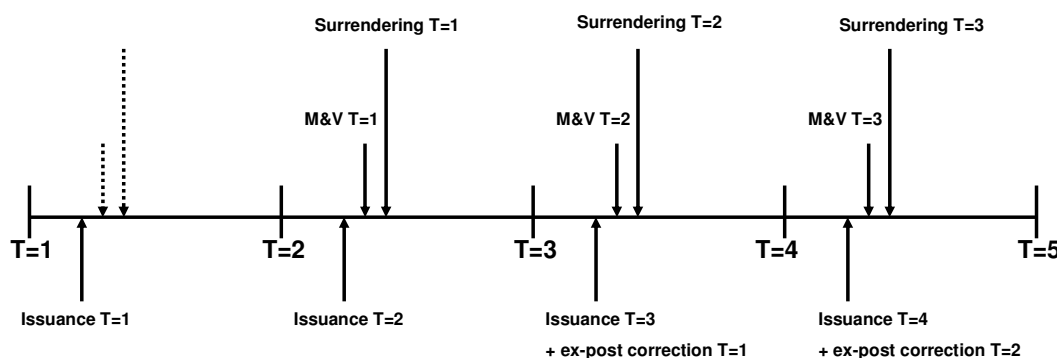 Surrendering T=1
Surrendering T=2
Surrendering T=3
M&V T=1
M&V T=2
M&V T=3
T=1
T=2
T=3
T=4
T=5
Issuance T=1
Issuance T=2
Issuance T=3
Issuance T=4
+ ex-post correction T=1
+ ex-post correction T=2